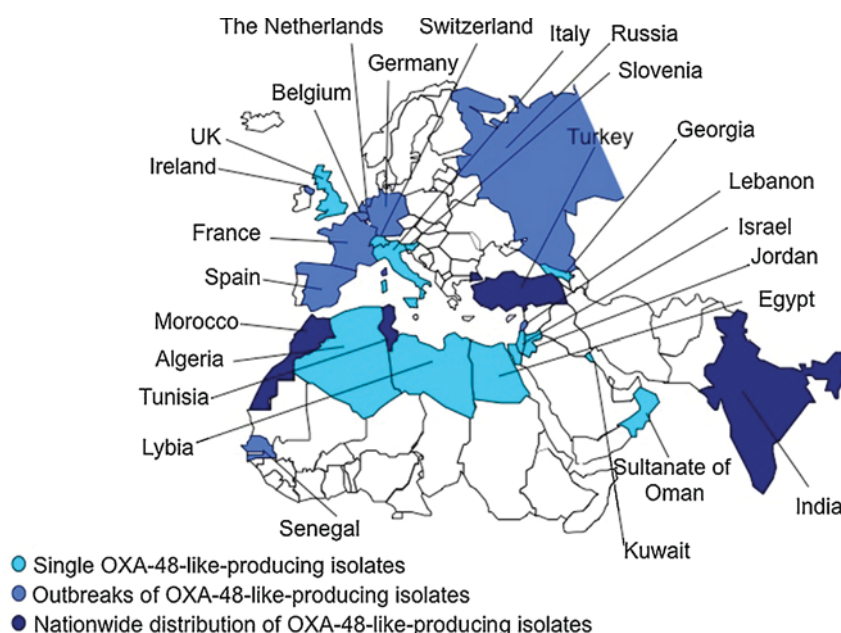 The Netherlands
Switzerland
Italy
Russia
Germany
Slovenia
Belgium
Georgia
UK
Turkey
Ireland
Lebanon
Israel
France
Jordan
Spain
Egypt
Morocco
Algeria
Tunisia
Lybia
Sultanate of
Oman
India
Senegal
Kuwait
Single OXA-48-like-producing isolates
Outbreaks of OXA-48-like-producing isolates
Nationwide distribution of OXA-48-like-producing isolates